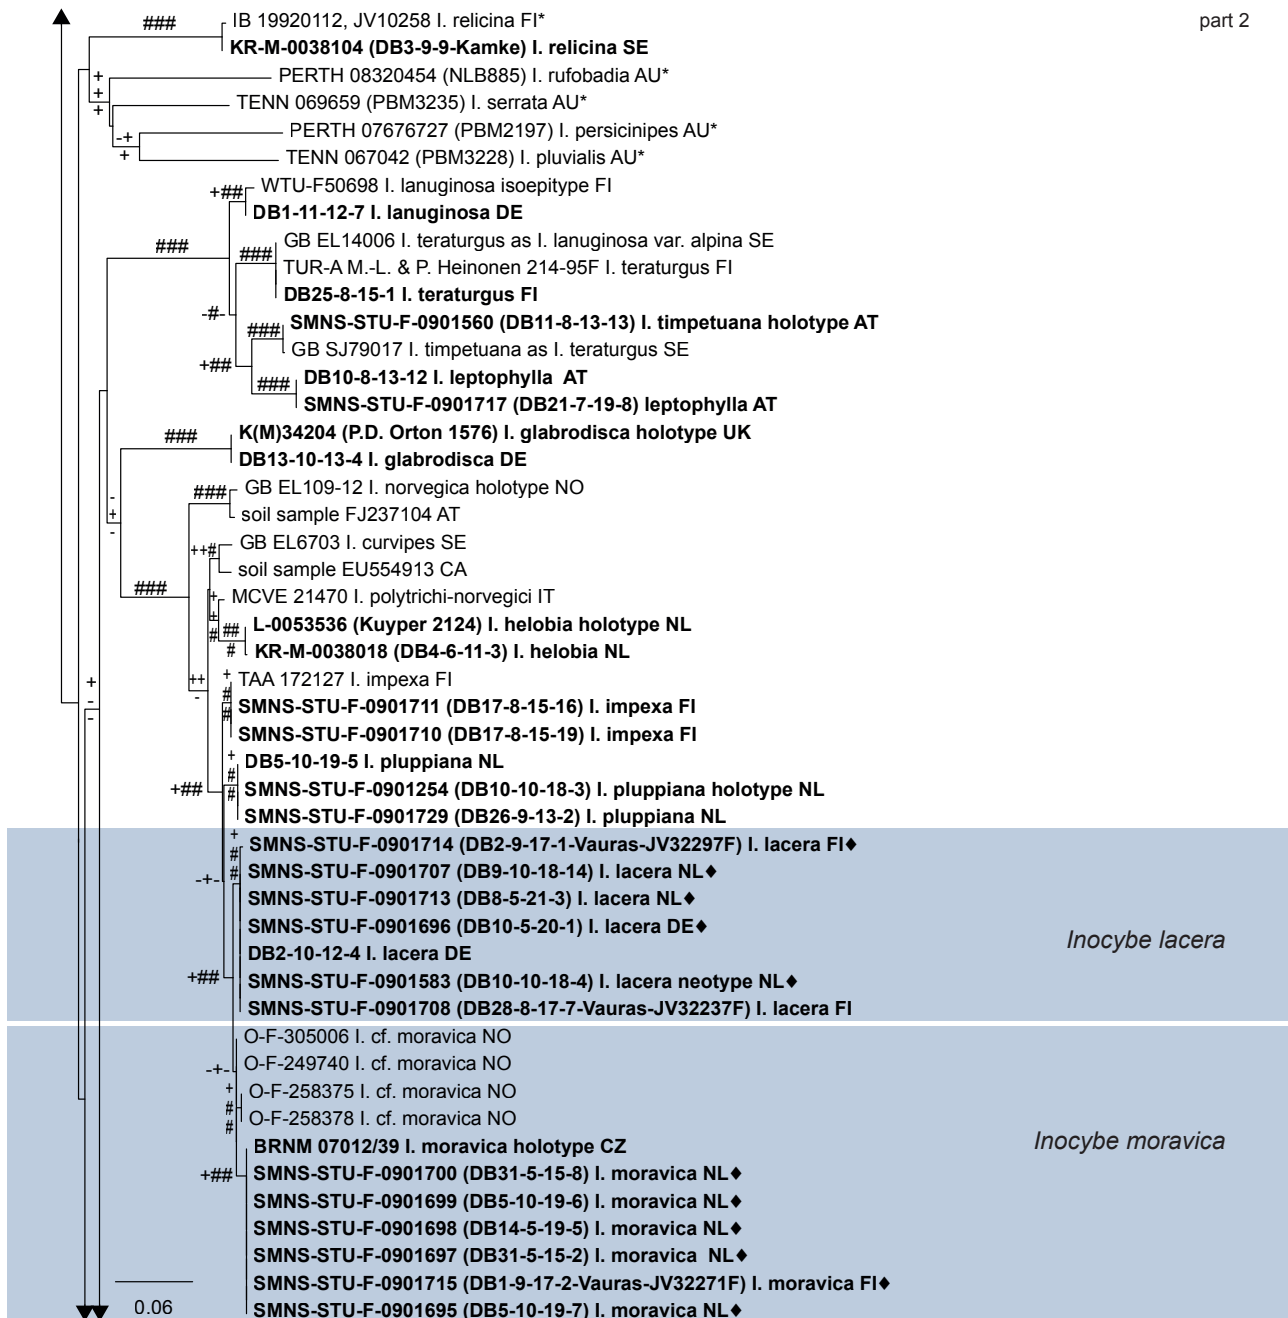 part 2
### IB 19920112, JV10258 I. relicina FI*
KR-M-0038104 (DB3-9-9-Kamke) I. relicina SE
+
+
+
PERTH 08320454 (NLB885) I. rufobadia AU*
TENN 069659 (PBM3235) I. serrata AU*
-+
+
PERTH 07676727 (PBM2197) I. persicinipes AU*
TENN 067042 (PBM3228) I. pluvialis AU*
+## WTU-F50698 I. lanuginosa isoepitype FI
DB1-11-12-7 I. lanuginosa DE
###
### GB EL14006 I. teraturgus as I. lanuginosa var. alpina SE
TUR-A M.-L. & P. Heinonen 214-95F I. teraturgus FI
DB25-8-15-1 I. teraturgus FI
-#-
### SMNS-STU-F-0901560 (DB11-8-13-13) I. timpetuana holotype AT
GB SJ79017 I. timpetuana as I. teraturgus SE
+##
### DB10-8-13-12 I. leptophylla AT
SMNS-STU-F-0901717 (DB21-7-19-8) leptophylla AT
### K(M)34204 (P.D. Orton 1576) I. glabrodisca holotype UK
DB13-10-13-4 I. glabrodisca DE
-
+
-
### GB EL109-12 I. norvegica holotype NO
soil sample FJ237104 AT
++# GB EL6703 I. curvipes SE
soil sample EU554913 CA
###
+
+
#
MCVE 21470 I. polytrichi-norvegici IT
##
#
L-0053536 (Kuyper 2124) I. helobia holotype NL
KR-M-0038018 (DB4-6-11-3) I. helobia NL
+
-
-
++
-
+
#
#
TAA 172127 I. impexa FI
SMNS-STU-F-0901711 (DB17-8-15-16) I. impexa FI
SMNS-STU-F-0901710 (DB17-8-15-19) I. impexa FI
+##
+
#
#
DB5-10-19-5 I. pluppiana NL
SMNS-STU-F-0901254 (DB10-10-18-3) I. pluppiana holotype NL
SMNS-STU-F-0901729 (DB26-9-13-2) I. pluppiana NL
-+-
+
#
#
SMNS-STU-F-0901714 (DB2-9-17-1-Vauras-JV32297F) I. lacera FI♦
SMNS-STU-F-0901707 (DB9-10-18-14) I. lacera NL♦
SMNS-STU-F-0901713 (DB8-5-21-3) I. lacera NL♦
SMNS-STU-F-0901696 (DB10-5-20-1) I. lacera DE♦
Inocybe lacera
DB2-10-12-4 I. lacera DE
+##
SMNS-STU-F-0901583 (DB10-10-18-4) I. lacera neotype NL♦
SMNS-STU-F-0901708 (DB28-8-17-7-Vauras-JV32237F) I. lacera FI
O-F-305006 I. cf. moravica NO
-+-
O-F-249740 I. cf. moravica NO
+
#
#
O-F-258375 I. cf. moravica NO
O-F-258378 I. cf. moravica NO
BRNM 07012/39 I. moravica holotype CZ
Inocybe moravica
+##
SMNS-STU-F-0901700 (DB31-5-15-8) I. moravica NL♦
SMNS-STU-F-0901699 (DB5-10-19-6) I. moravica NL♦
SMNS-STU-F-0901698 (DB14-5-19-5) I. moravica NL♦
SMNS-STU-F-0901697 (DB31-5-15-2) I. moravica NL♦
SMNS-STU-F-0901715 (DB1-9-17-2-Vauras-JV32271F) I. moravica FI♦
SMNS-STU-F-0901695 (DB5-10-19-7) I. moravica NL♦
0.06